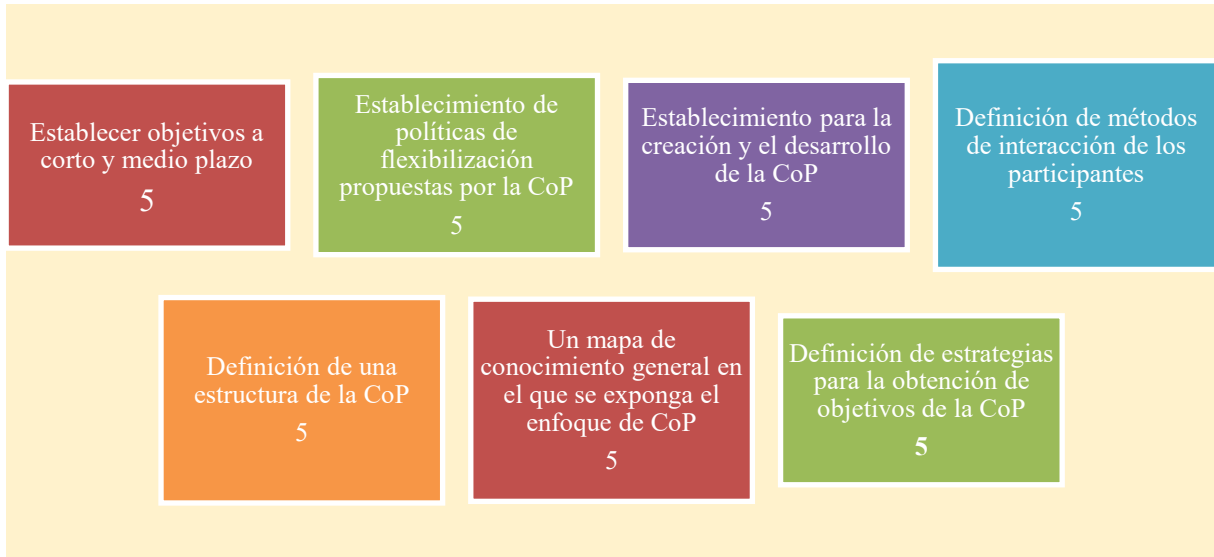 Establecer objetivos a
corto y medio plazo
5
Establecimiento de
políticas de
flexibilización
propuestas por la CoP
5
Establecimiento para la
creación y el desarrollo
de la CoP
5
Definición de métodos
de interacción de los
participantes
5
Definición de una
estructura de la CoP
5
Un mapa de
conocimiento general en
el que se exponga el
enfoque de CoP
5
Definición de estrategias
para la obtención de
objetivos de la CoP
5